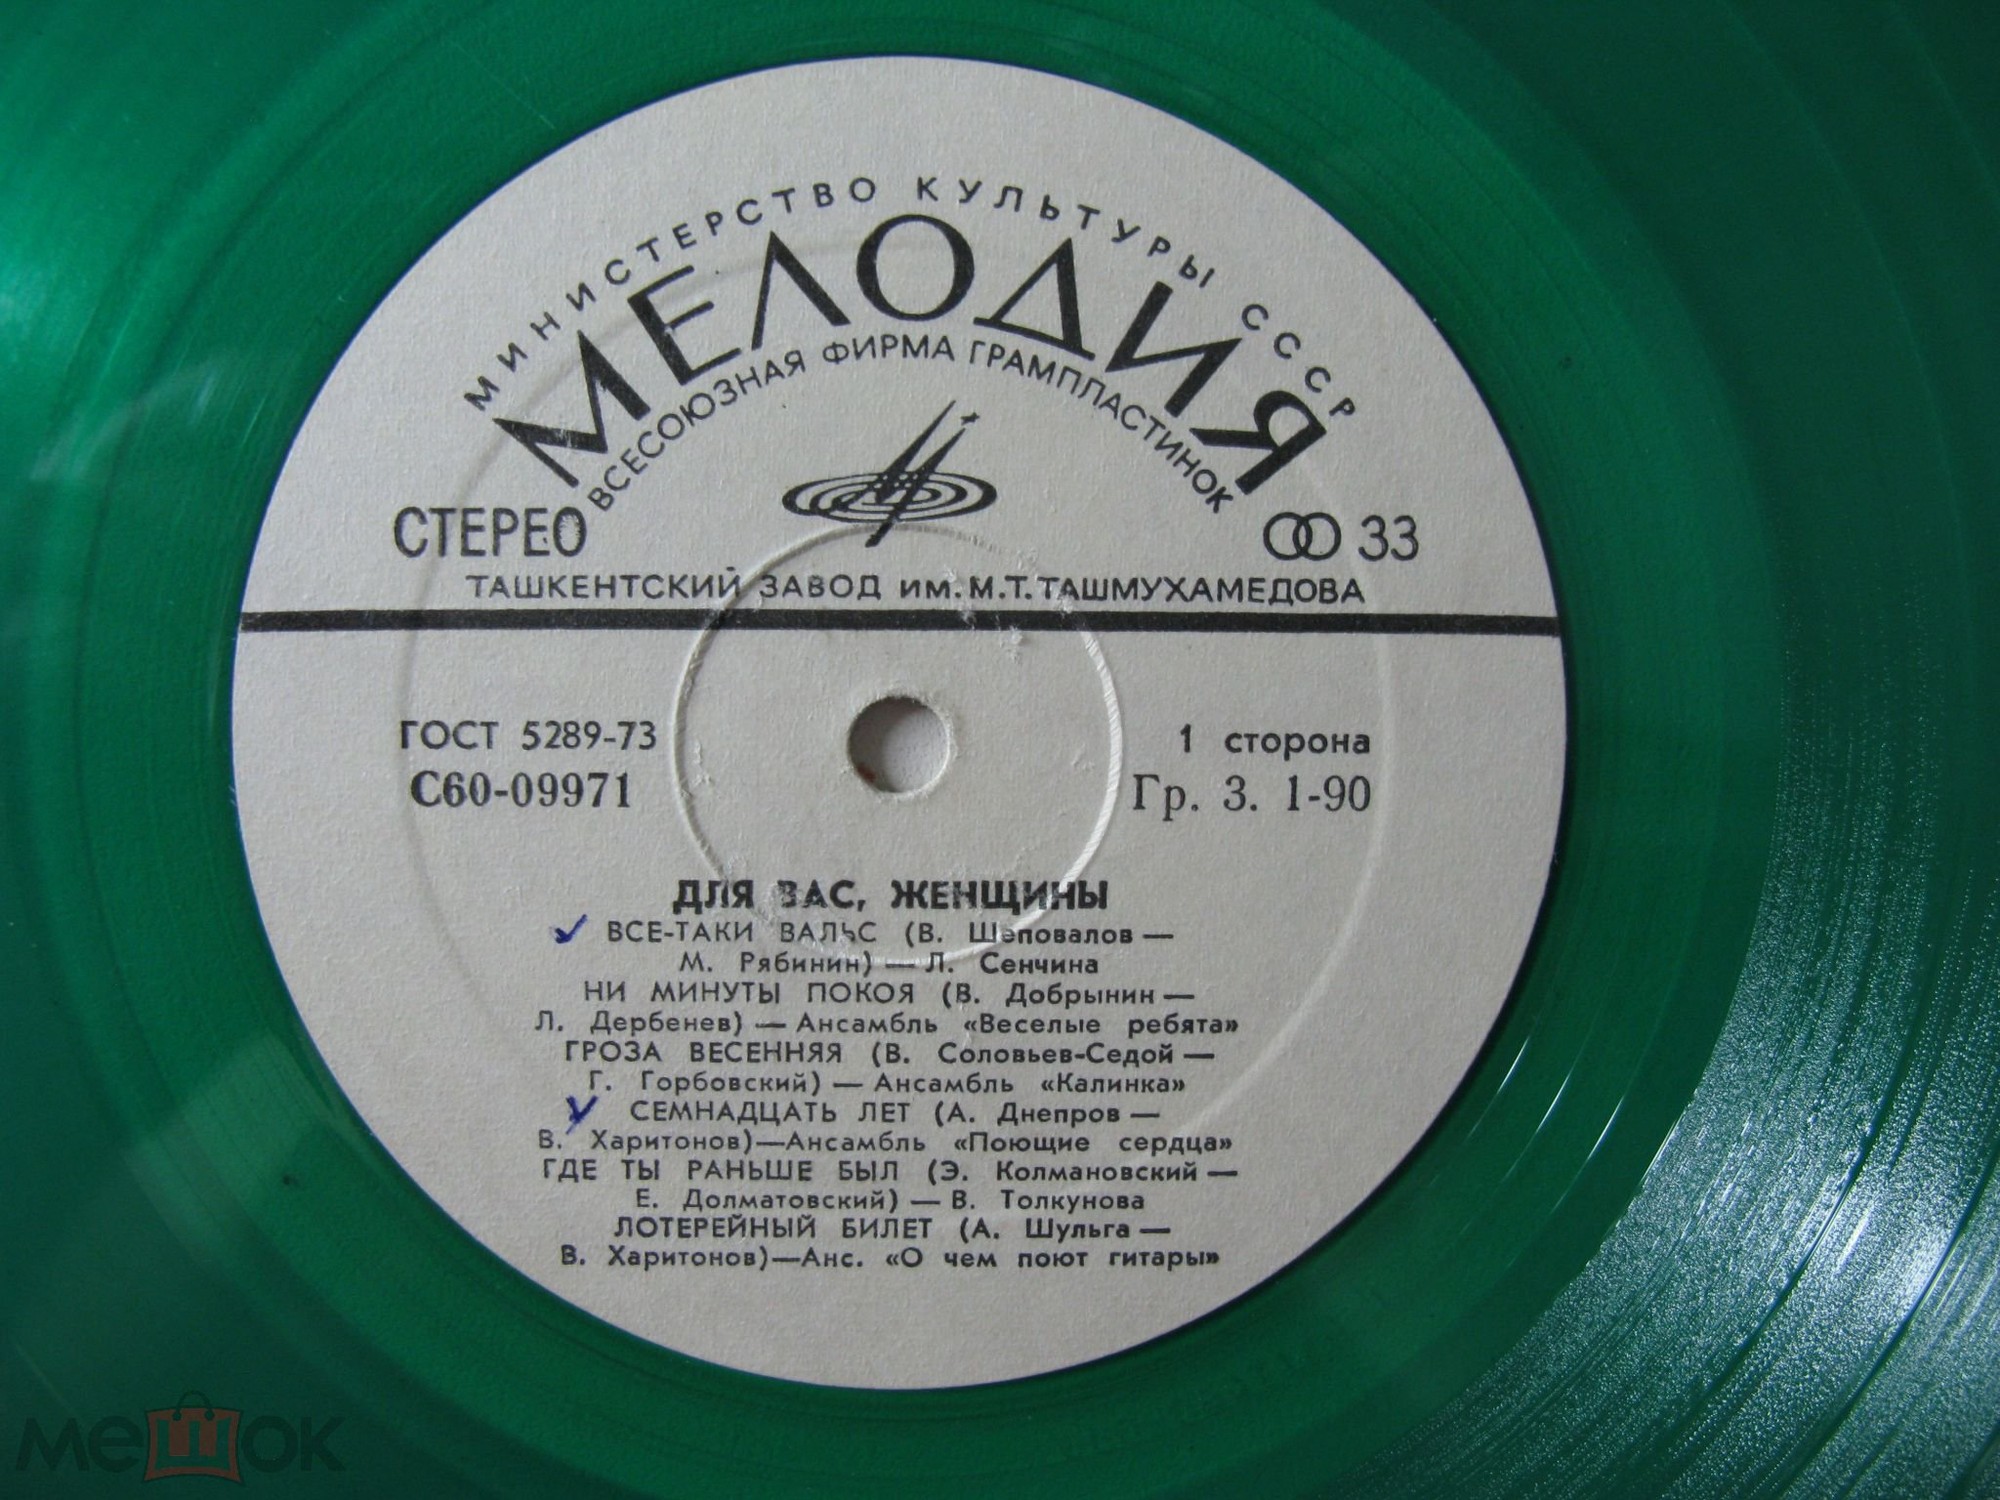 МИНИСТЕРСТВО КУЛЬТУРЫ СССР
МЕЛОДИЯ
ВСЕСОЮЗНАЯ ФИРМА ГРАМПЛАСТИНОК
СТЕРЕО 33
ТАШКЕНТСКИЙ ЗАВОД им. М. Т. ТАШМУХАМЕДОВА
ГОСТ 5289-73 1 сторона
С60-09971 Гр. 3. 1-90
ДЛЯ ВАС, ЖЕНЩИНЫ
ВСЕ-ТАКИ ВАЛЬС (В. Шеповалов —
М. Рябинин) — Л. Сенчина
НИ МИНУТЫ ПОКОЯ (В. Добрынин —
Л. Дербенев) — Ансамбль «Веселые ребята»
ГРОЗА ВЕСЕННЯЯ (В. Соловьев-Седой —
Г. Горбовский) — Ансамбль «Калинка»
СЕМНАДЦАТЬ ЛЕТ (А. Днепров —
В. Харитонов)—Ансамбль «Поющие сердца»
ГДЕ ТЫ РАНЬШЕ БЫЛ (Э. Колмановский —
Е. Долматовский) — В. Толкунова
ЛОТЕРЕЙНЫЙ БИЛЕТ (А. Шульга —
В. Харитонов)—Анс. «О чем поют гитары»
мешок